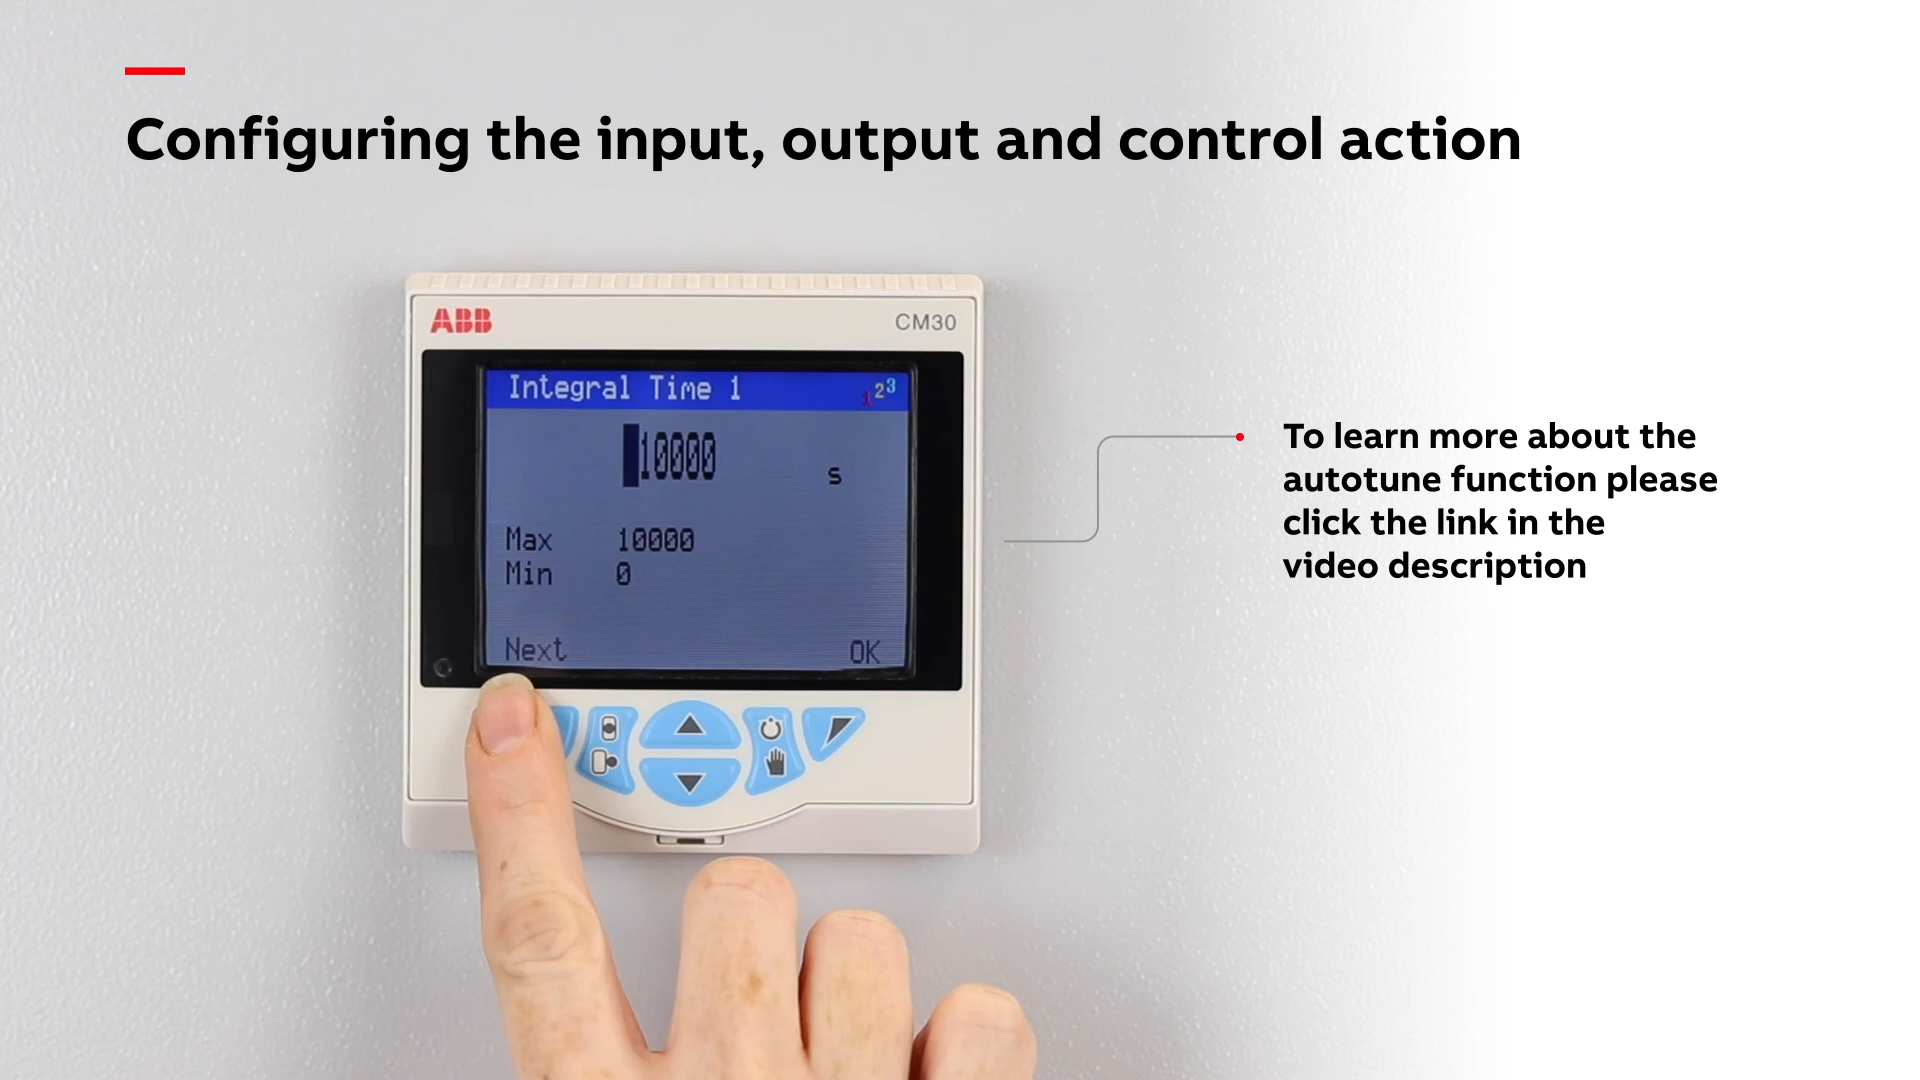 Configuring the input, output and control action
ABB
CM30
Integral Time 1
123
10000
s
Max 10000
Min 0
Next
OK
To learn more about the
autotune function please
click the link in the
video description